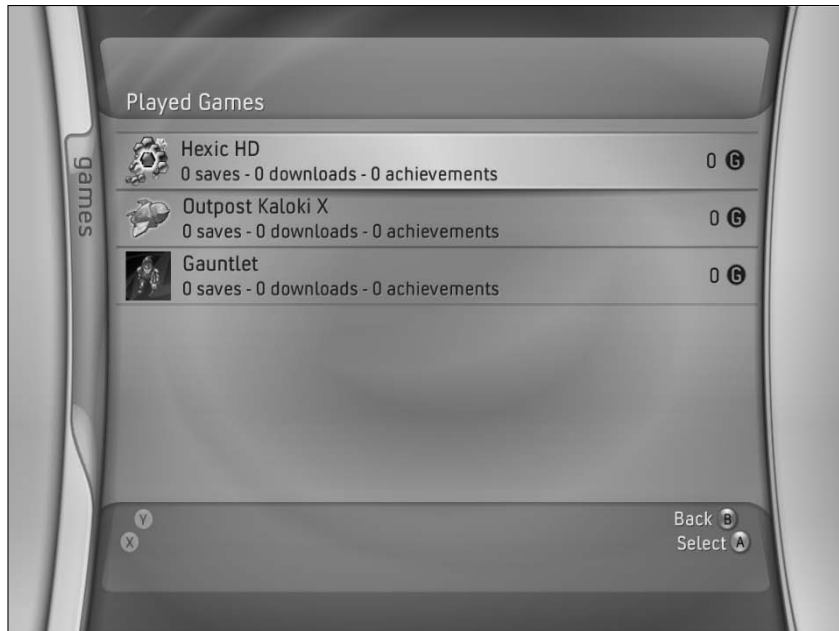 Played Games
games
Hexic HD
0 saves - 0 downloads - 0 achievements
0 G
Outpost Kaloki X
0 saves - 0 downloads - 0 achievements
0 G
Gauntlet
0 saves - 0 downloads - 0 achievements
0 G
Y
X
Back B
Select A